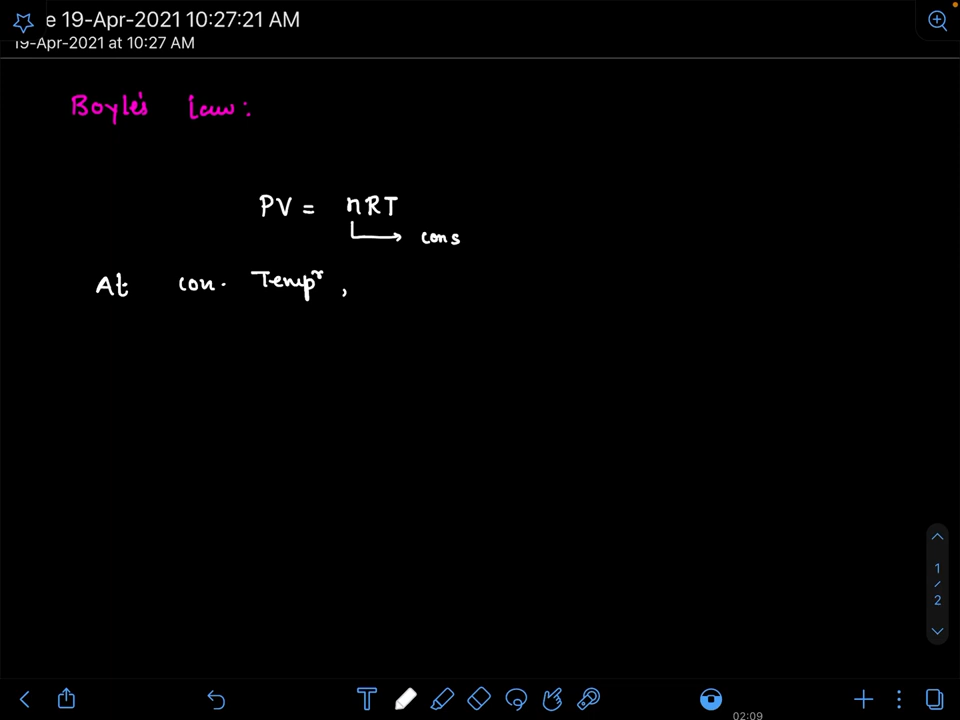 e 19-Apr-2021 10:27:21 AM
19-Apr-2021 at 10:27 AM
Boyle's law:
PV = nRT
cons
At con. Tempr,
1
/
2
T
02:09